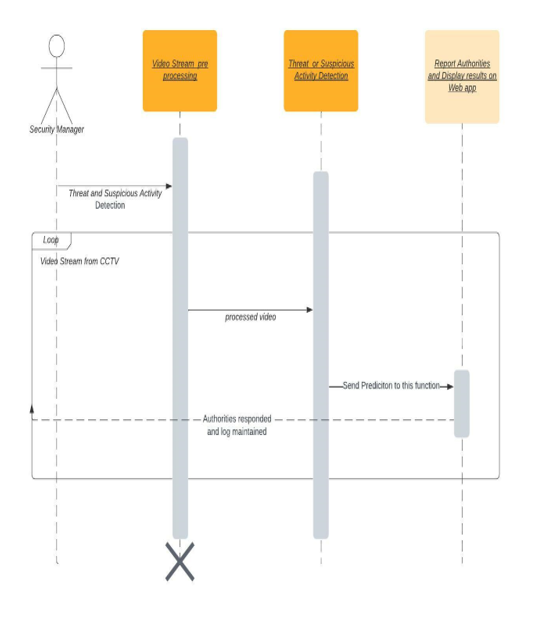 Video Stream pre
processing
Threat or Suspicious
Activity Detection
Report Authorities
and Display results on
Web app
Security Manager
Threat and Suspicious Activity
Detection
Loop
Video Stream from CCTV
processed video
Send Prediciton to this function
Authorities responded
and log maintained